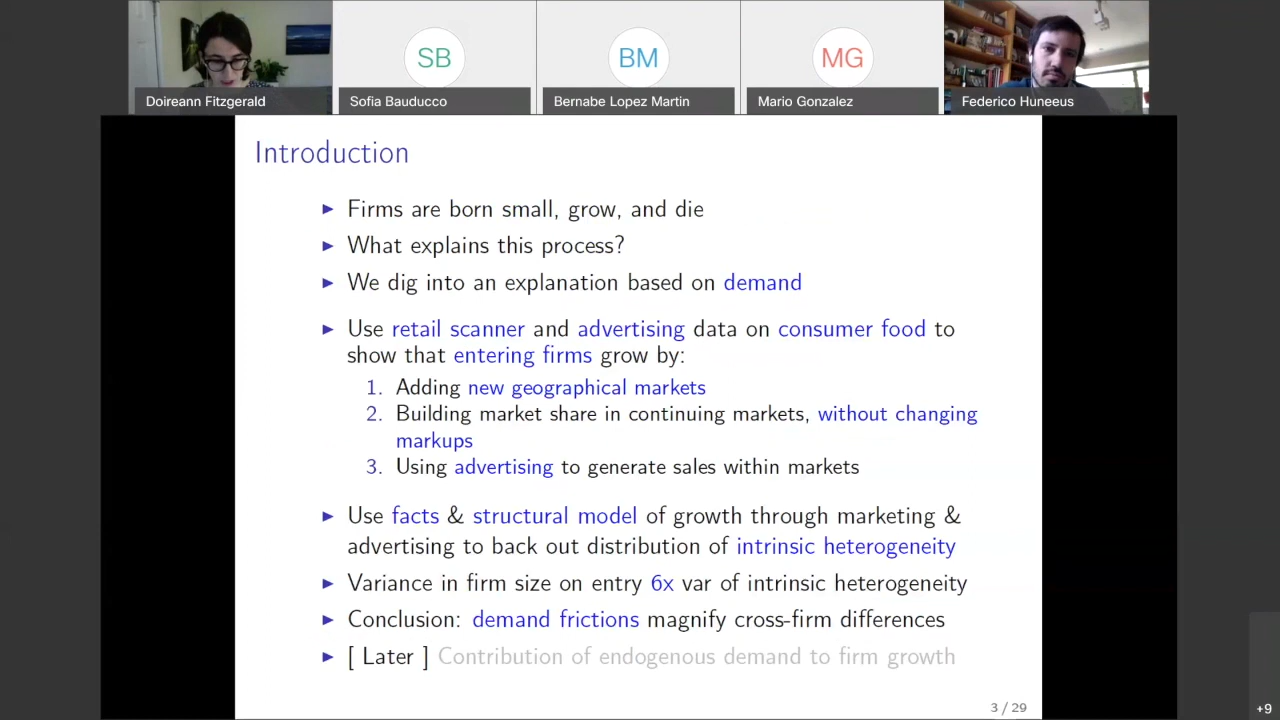 SB
BM
MG
Doireann Fitzgerald
Sofia Bauducco
Bernabe Lopez Martin
Mario Gonzalez
Federico Huneeus
Introduction
▶ Firms are born small, grow, and die
▶ What explains this process?
▶ We dig into an explanation based on demand
▶ Use retail scanner and advertising data on consumer food to
show that entering firms grow by:
1. Adding new geographical markets
2. Building market share in continuing markets, without changing
markups
3. Using advertising to generate sales within markets
▶ Use facts & structural model of growth through marketing &
advertising to back out distribution of intrinsic heterogeneity
▶ Variance in firm size on entry 6x var of intrinsic heterogeneity
▶ Conclusion: demand frictions magnify cross-firm differences
▶ [ Later ] Contribution of endogenous demand to firm growth
3 / 29
+9